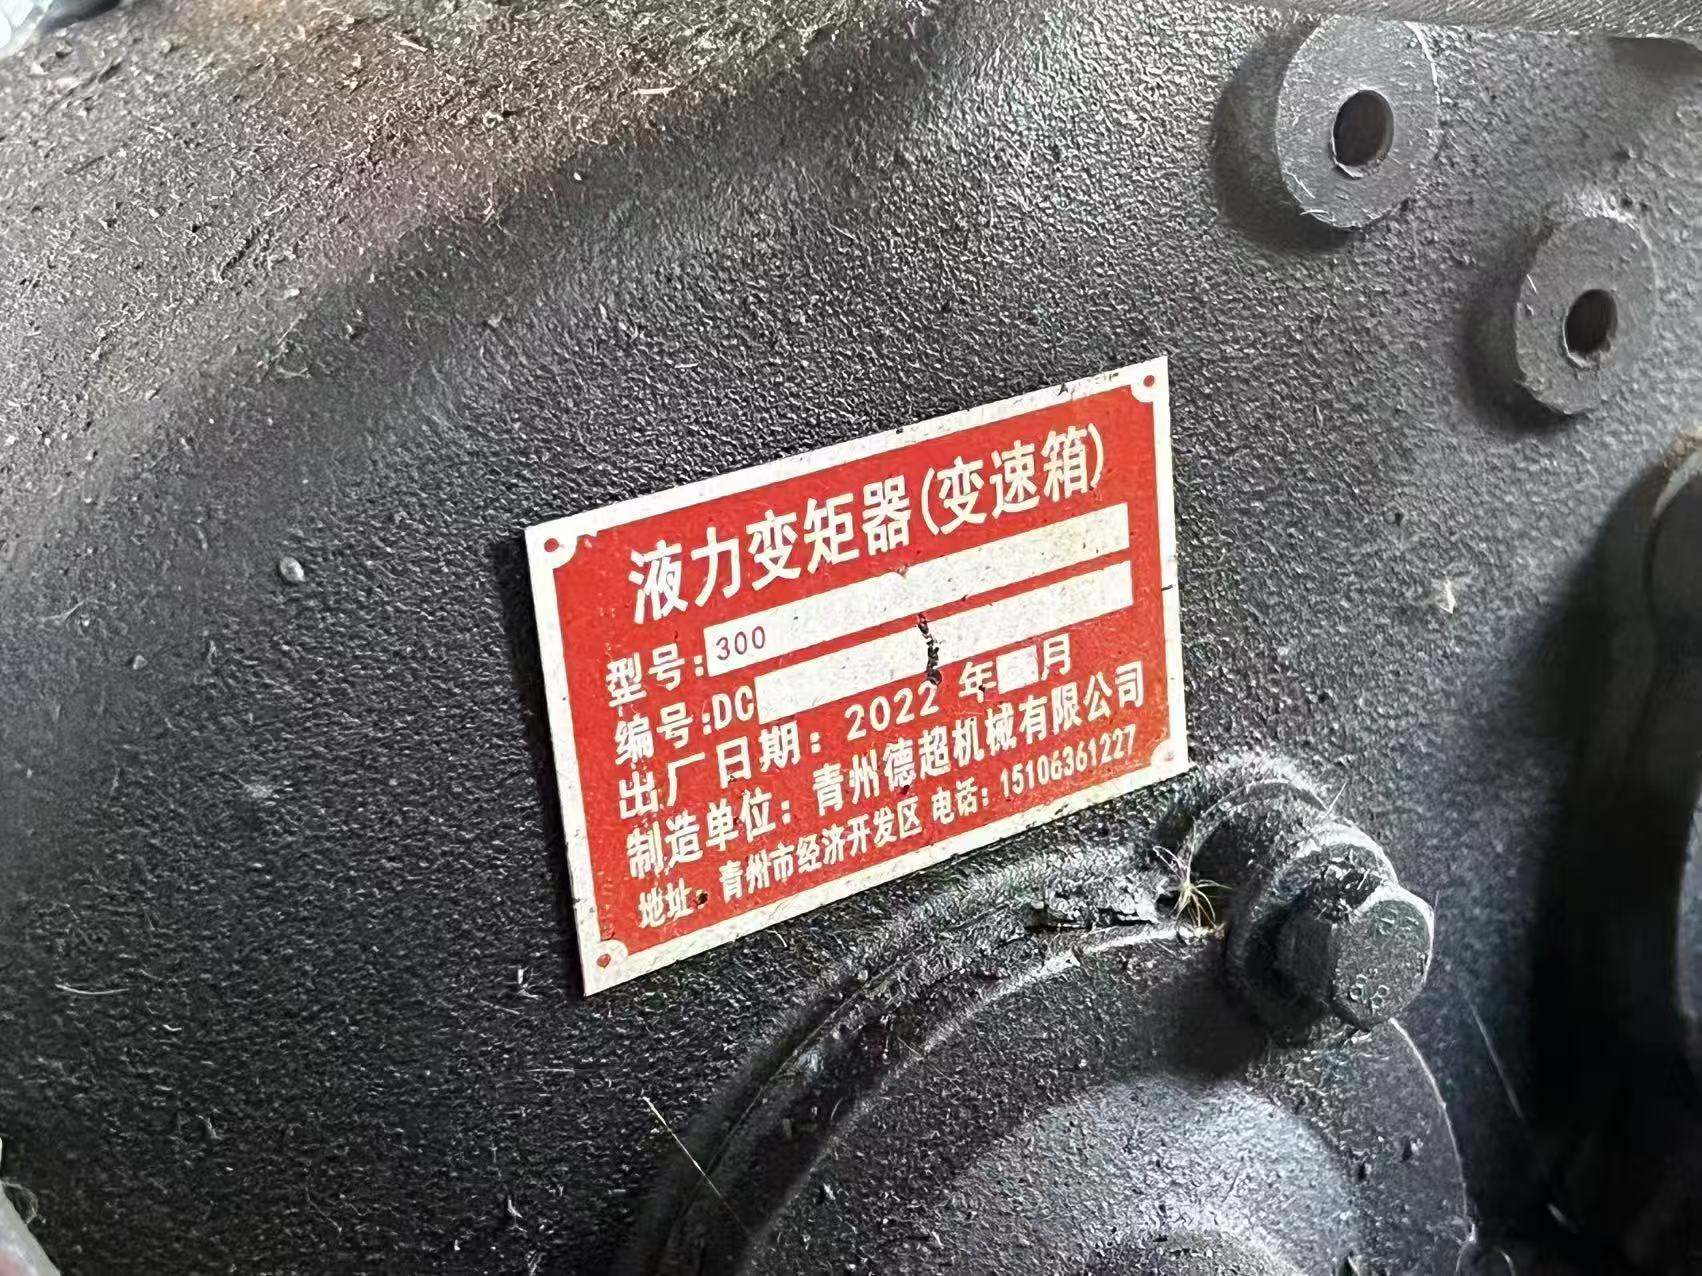 液力变矩器(变速箱)
型号:300
编号:DC
出厂日期:2022 年 月
制造单位:青州德超机械有限公司
地址:青州市经济开发区 电话:15106361227